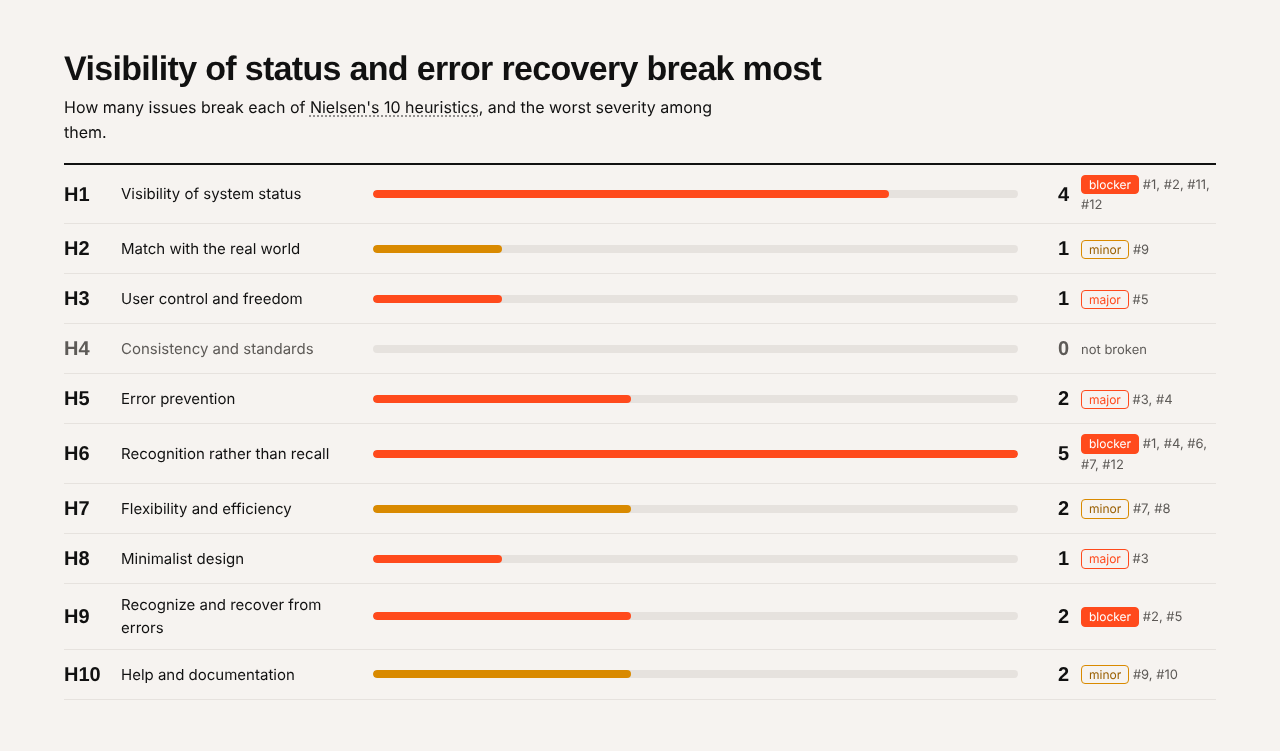 Visibility of status and error recovery break most
How many issues break each of Nielsen's 10 heuristics, and the worst severity among
them.
H1 Visibility of system status 4 blocker #1, #2, #11,
#12
H2 Match with the real world 1 minor #9
H3 User control and freedom 1 major #5
H4 Consistency and standards 0 not broken
H5 Error prevention 2 major #3, #4
H6 Recognition rather than recall 5 blocker #1, #4, #6,
#7, #12
H7 Flexibility and efficiency 2 minor #7, #8
H8 Minimalist design 1 major #3
H9 Recognize and recover from
errors 2 blocker #2, #5
H10 Help and documentation 2 minor #9, #10